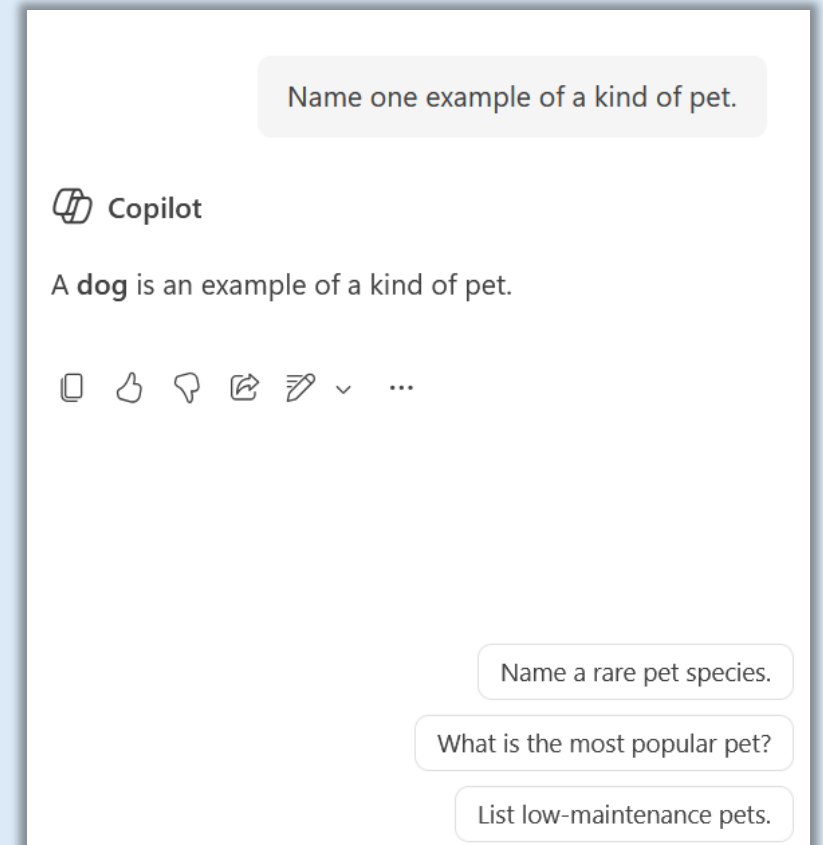 Name one example of a kind of pet.
Copilot
A dog is an example of a kind of pet.
Name a rare pet species.
What is the most popular pet?
List low-maintenance pets.